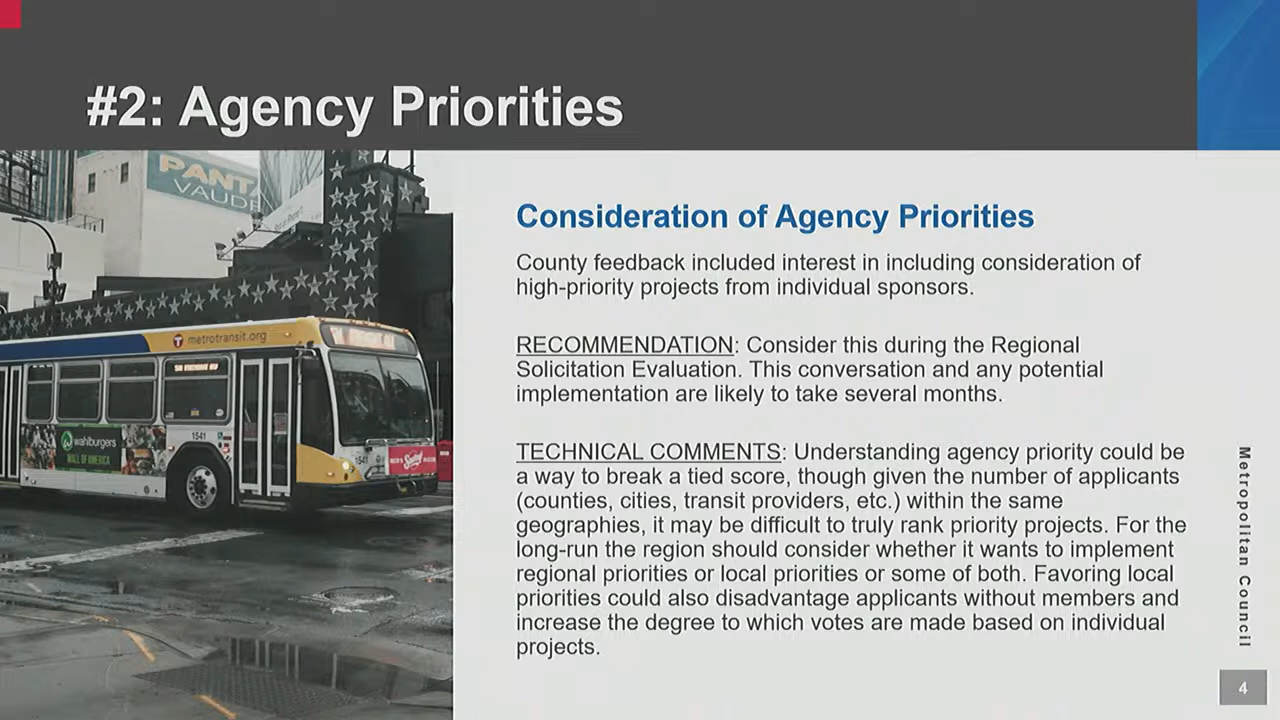 #2: Agency Priorities
PANT
VAUDE
metrotransit.org
wahlburgers
MALL OF AMERICA
1541
1541
Consideration of Agency Priorities
County feedback included interest in including consideration of
high-priority projects from individual sponsors.
RECOMMENDATION: Consider this during the Regional
Solicitation Evaluation. This conversation and any potential
implementation are likely to take several months.
TECHNICAL COMMENTS: Understanding agency priority could be
a way to break a tied score, though given the number of applicants
(counties, cities, transit providers, etc.) within the same
geographies, it may be difficult to truly rank priority projects. For the
long-run the region should consider whether it wants to implement
regional priorities or local priorities or some of both. Favoring local
priorities could also disadvantage applicants without members and
increase the degree to which votes are made based on individual
projects.
Metropolitan Council
4